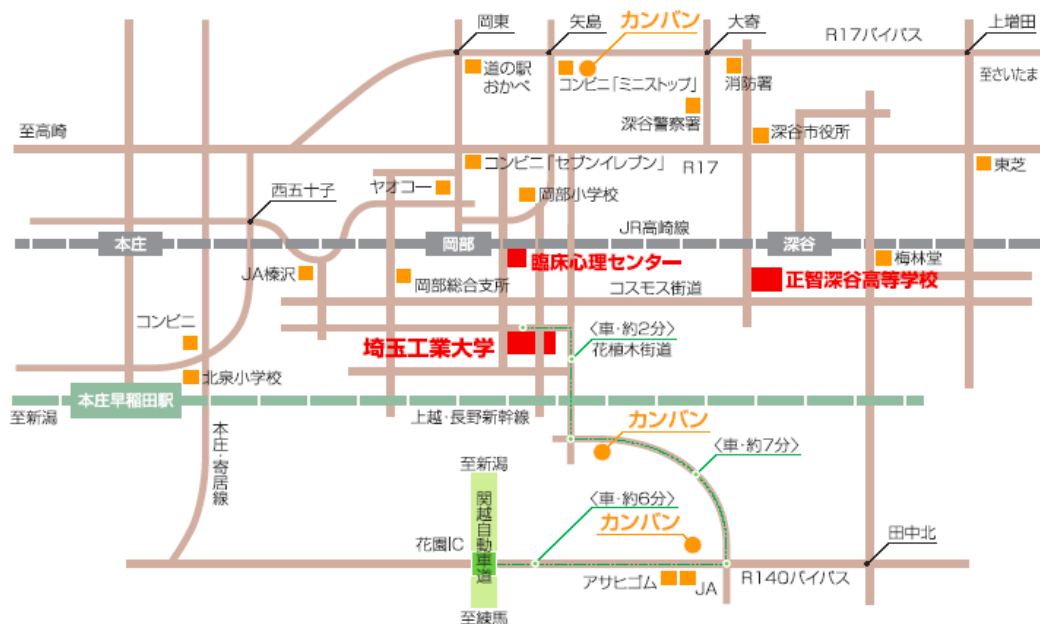 岡東
矢島
カンバン
大寄
R17バイパス
上増田
道の駅
おかべ
コンビニ「ミニストップ」
消防署
至さいたま
深谷警察署
深谷市役所
至高崎
コンビニ「セブンイレブン」
R17
東芝
ヤオコー
岡部小学校
西五十子
JR高崎線
本庄
岡部
深谷
JA榛沢
臨床心理センター
梅林堂
岡部総合支所
コスモス街道
正智深谷高等学校
コンビニ
〈車・約2分〉
埼玉工業大学
花植木街道
北泉小学校
本庄早稲田駅
至新潟
上越・長野新幹線
カンバン
本庄・寄居線
〈車・約7分〉
至新潟
関越自動車道
〈車・約6分〉
カンバン
花園IC
田中北
アサヒゴム
JA
R140バイパス
至練馬